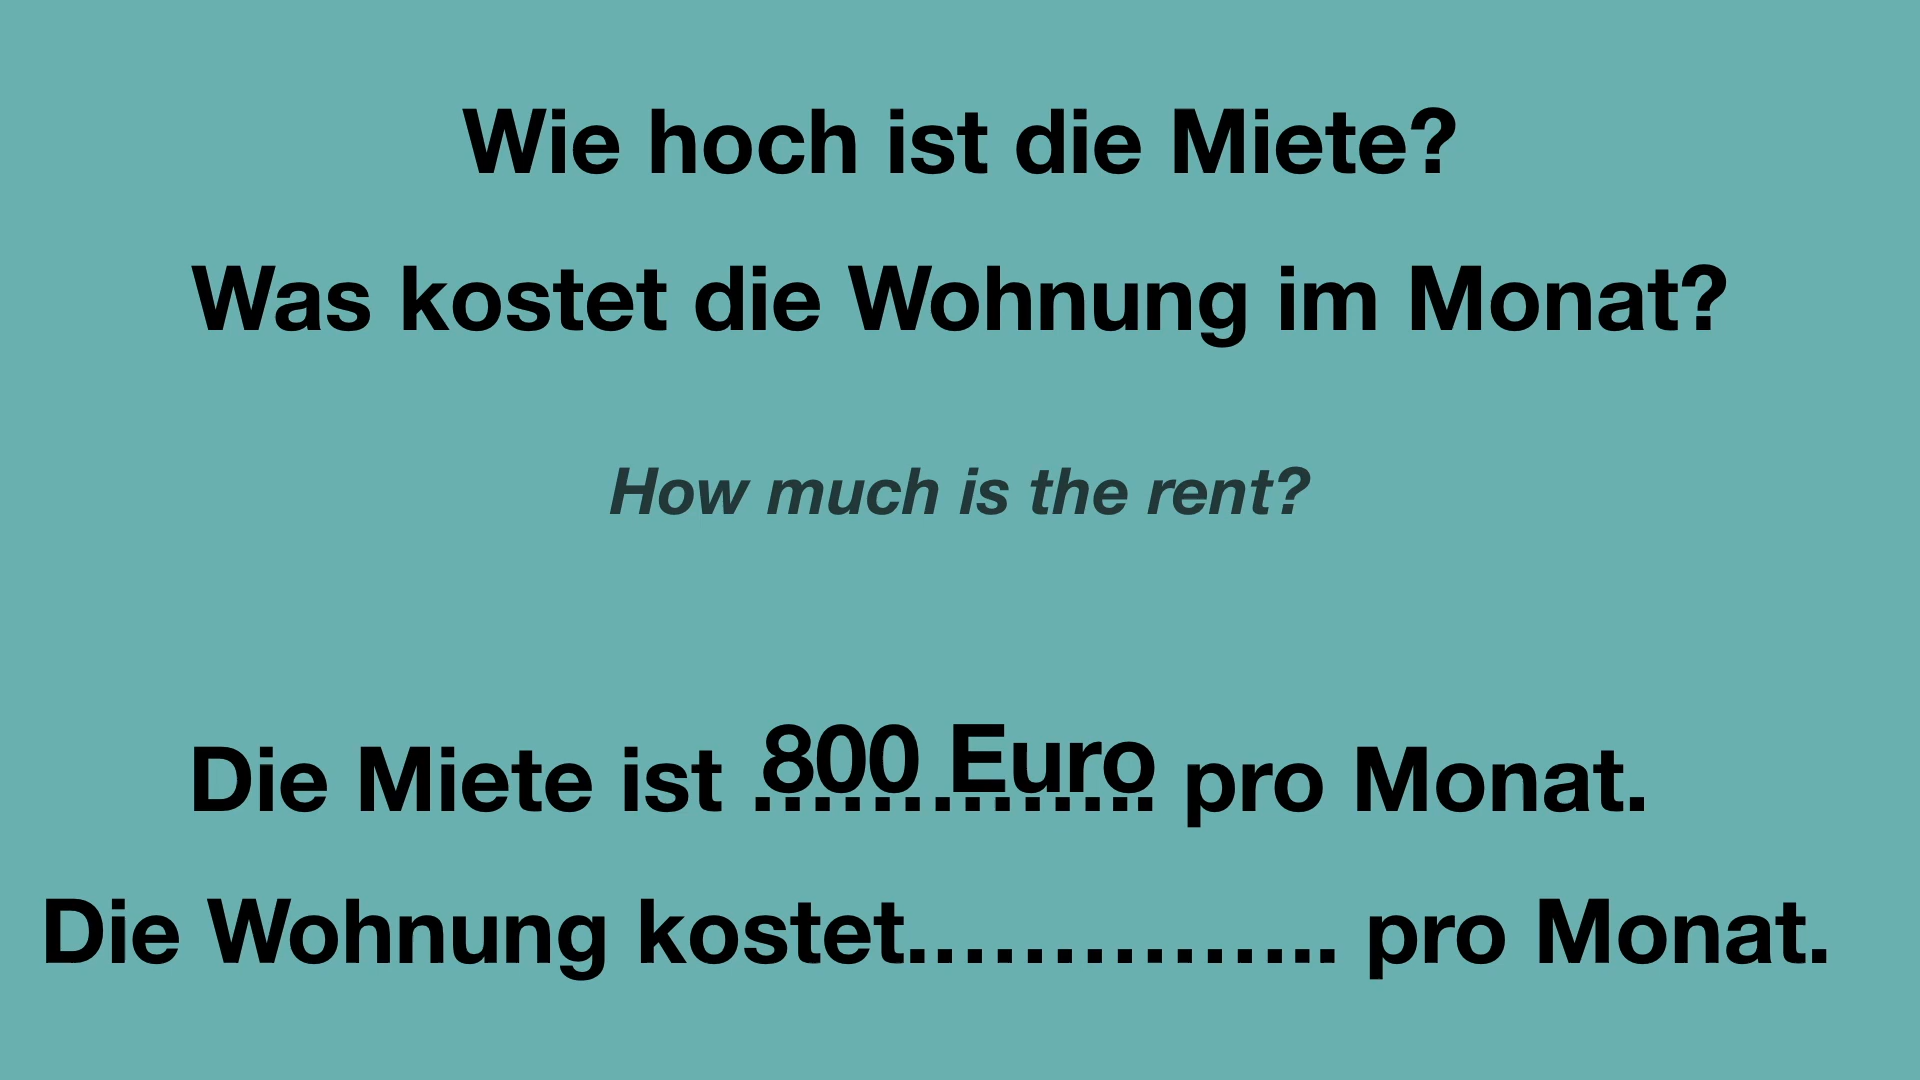 Wie hoch ist die Miete?
Was kostet die Wohnung im Monat?
How much is the rent?
Die Miete ist 800 Euro pro Monat.
Die Wohnung kostet…………….. pro Monat.